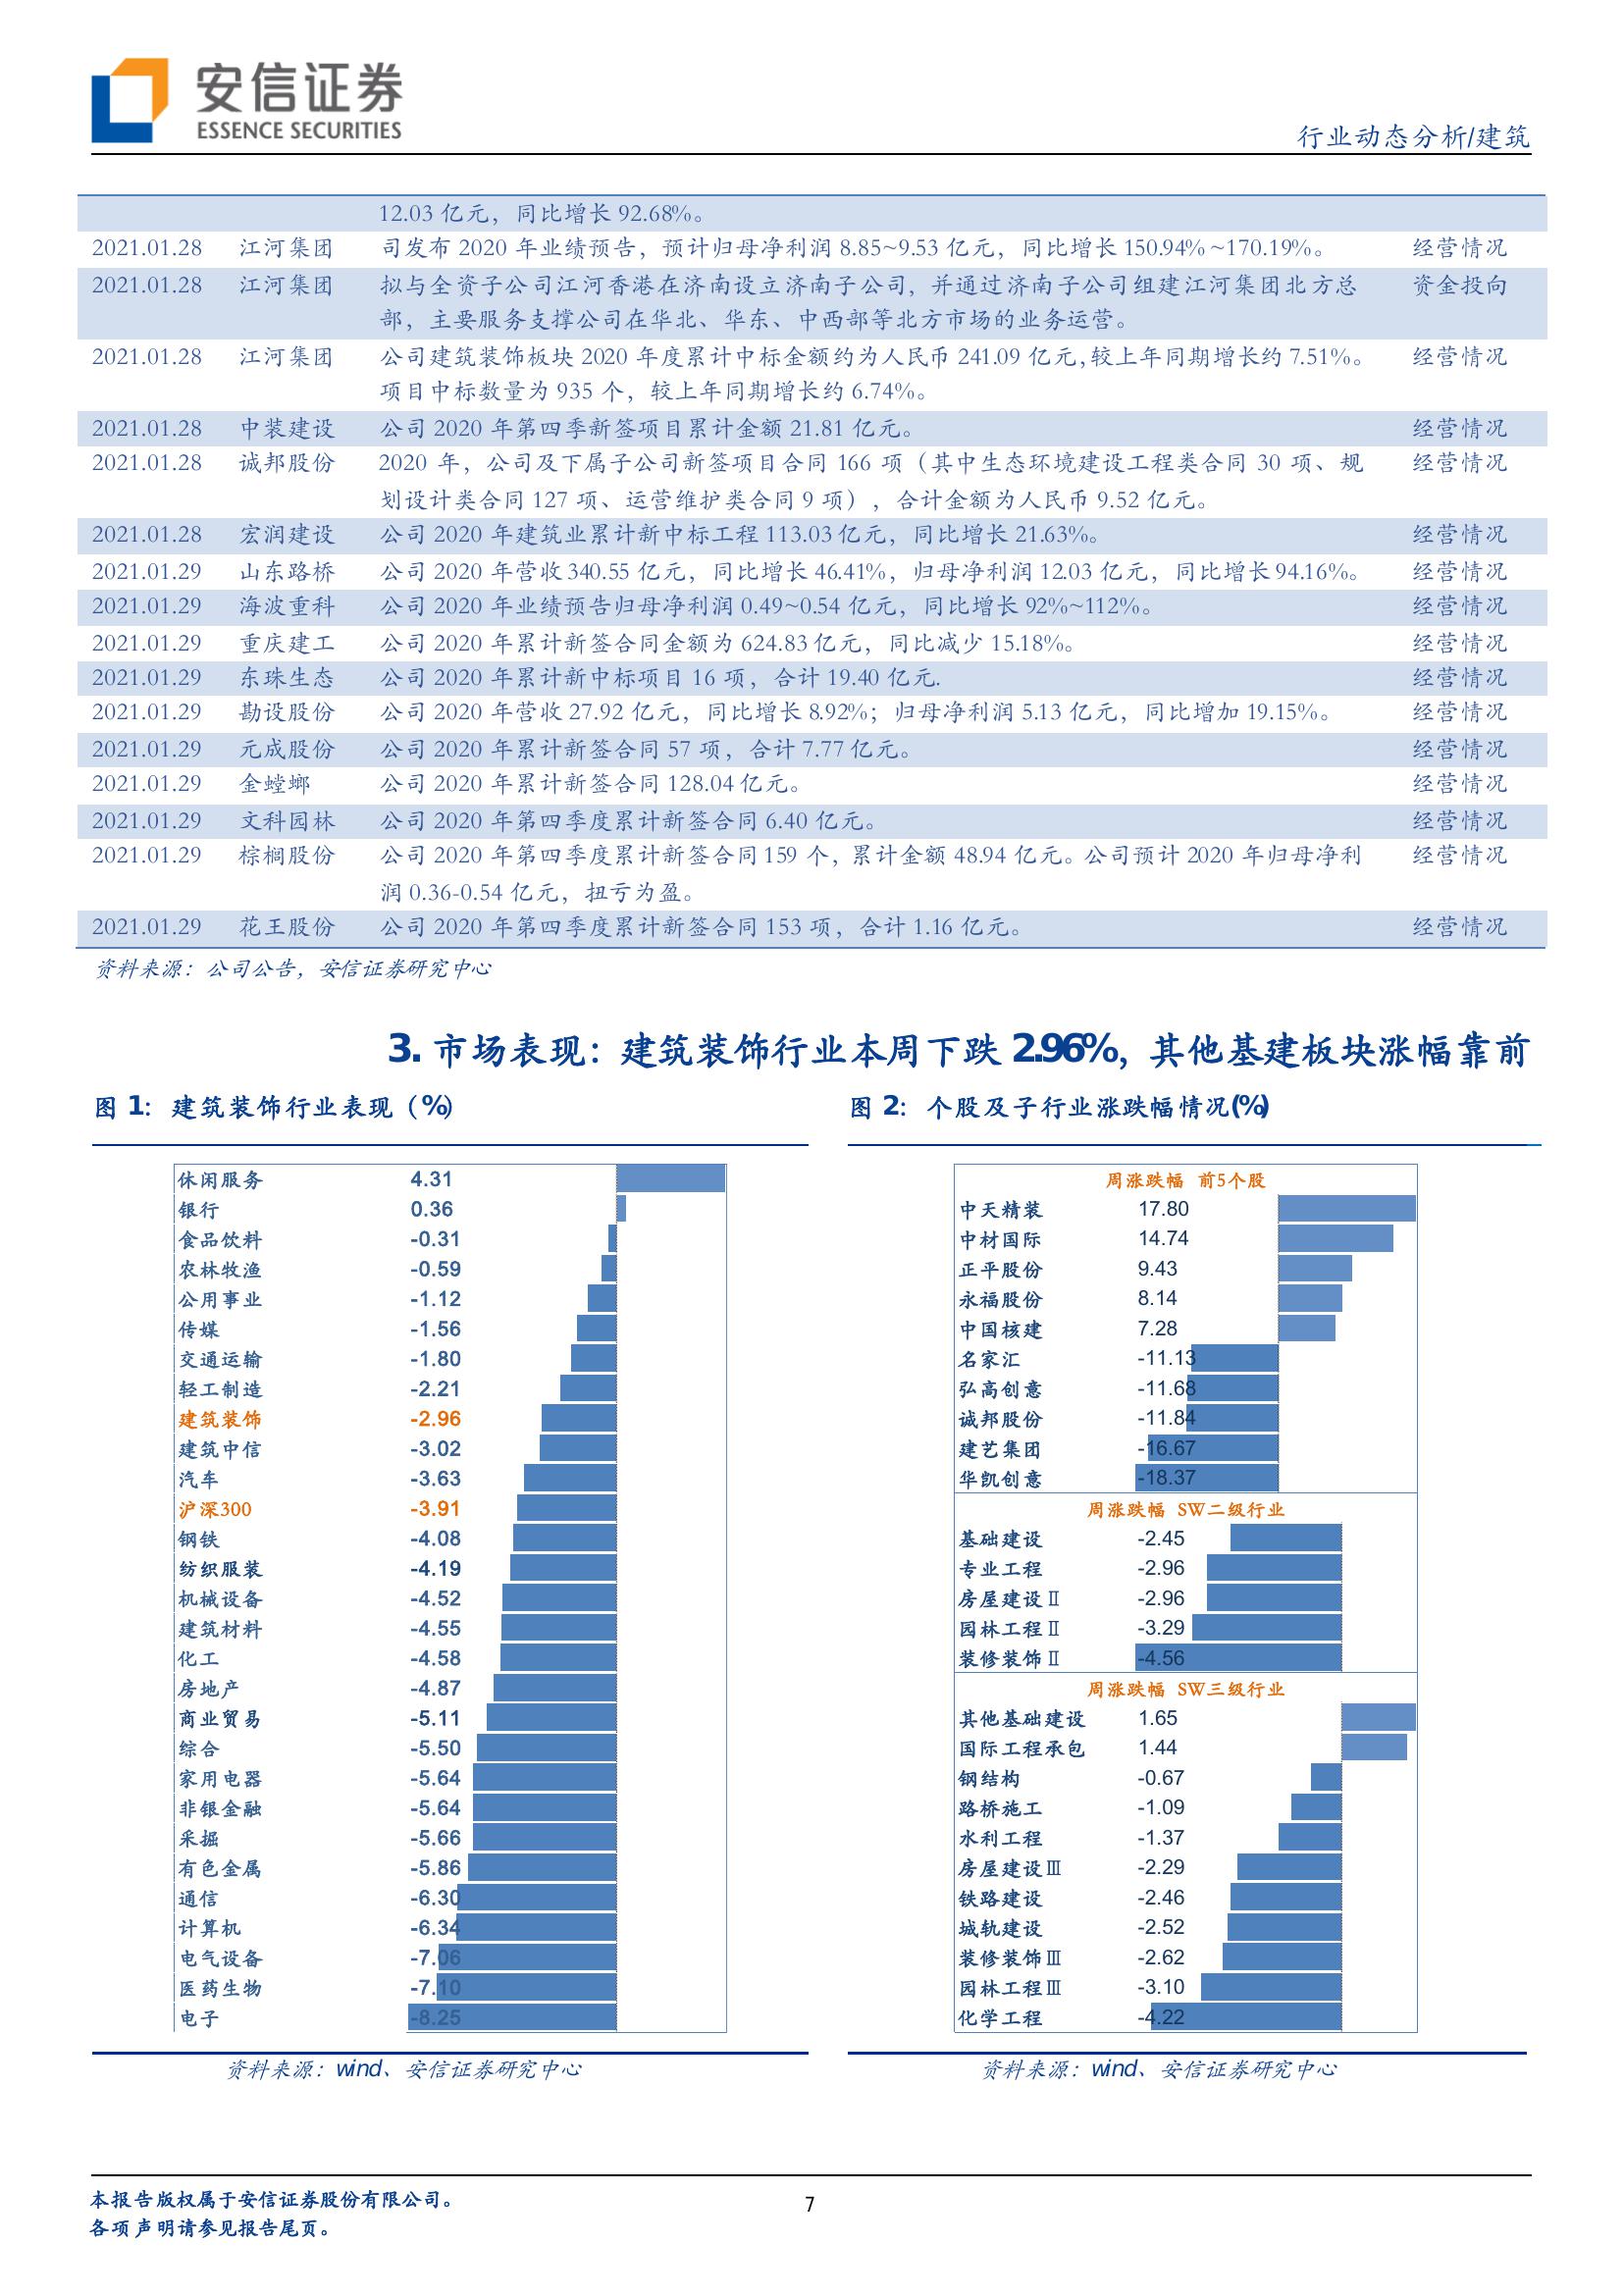 安信证券
ESSENCE SECURITIES
行业动态分析/建筑
12.03 亿元，同比增长 92.68%。
2021.01.28 江河集团 司发布 2020 年业绩预告，预计归母净利润 8.85~9.53 亿元，同比增长 150.94% ~170.19%。 经营情况
2021.01.28 江河集团 拟与全资子公司江河香港在济南设立济南子公司，并通过济南子公司组建江河集团北方总 资金投向
部，主要服务支撑公司在华北、华东、中西部等北方市场的业务运营。
2021.01.28 江河集团 公司建筑装饰板块 2020 年度累计中标金额约为人民币 241.09 亿元,较上年同期增长约 7.51%。 经营情况
项目中标数量为 935 个，较上年同期增长约 6.74%。
2021.01.28 中装建设 公司 2020 年第四季新签项目累计金额 21.81 亿元。 经营情况
2021.01.28 诚邦股份 2020 年，公司及下属子公司新签项目合同 166 项（其中生态环境建设工程类合同 30 项、规 经营情况
划设计类合同 127 项、运营维护类合同 9 项），合计金额为人民币 9.52 亿元。
2021.01.28 宏润建设 公司 2020 年建筑业累计新中标工程 113.03 亿元，同比增长 21.63%。 经营情况
2021.01.29 山东路桥 公司 2020 年营收 340.55 亿元，同比增长 46.41%，归母净利润 12.03 亿元，同比增长 94.16%。 经营情况
2021.01.29 海波重科 公司 2020 年业绩预告归母净利润 0.49~0.54 亿元，同比增长 92%~112%。 经营情况
2021.01.29 重庆建工 公司 2020 年累计新签合同金额为 624.83 亿元，同比减少 15.18%。 经营情况
2021.01.29 东珠生态 公司 2020 年累计新中标项目 16 项，合计 19.40 亿元. 经营情况
2021.01.29 勘设股份 公司 2020 年营收 27.92 亿元，同比增长 8.92%；归母净利润 5.13 亿元，同比增加 19.15%。 经营情况
2021.01.29 元成股份 公司 2020 年累计新签合同 57 项，合计 7.77 亿元。 经营情况
2021.01.29 金螳螂 公司 2020 年累计新签合同 128.04 亿元。 经营情况
2021.01.29 文科园林 公司 2020 年第四季度累计新签合同 6.40 亿元。 经营情况
2021.01.29 棕榈股份 公司 2020 年第四季度累计新签合同 159 个，累计金额 48.94 亿元。公司预计 2020 年归母净利 经营情况
润 0.36-0.54 亿元，扭亏为盈。
2021.01.29 花王股份 公司 2020 年第四季度累计新签合同 153 项，合计 1.16 亿元。 经营情况
资料来源：公司公告，安信证券研究中心
3. 市场表现：建筑装饰行业本周下跌 2.96%，其他基建板块涨幅靠前
图 1：建筑装饰行业表现（%）
休闲服务 4.31
银行 0.36
食品饮料 -0.31
农林牧渔 -0.59
公用事业 -1.12
传媒 -1.56
交通运输 -1.80
轻工制造 -2.21
建筑装饰 -2.96
建筑中信 -3.02
汽车 -3.63
沪深300 -3.91
钢铁 -4.08
纺织服装 -4.19
机械设备 -4.52
建筑材料 -4.55
化工 -4.58
房地产 -4.87
商业贸易 -5.11
综合 -5.50
家用电器 -5.64
非银金融 -5.64
采掘 -5.66
有色金属 -5.86
通信 -6.30
计算机 -6.34
电气设备 -7.06
医药生物 -7.10
电子 -8.25
资料来源：wind、安信证券研究中心
图 2：个股及子行业涨跌幅情况(%)
周涨跌幅 前5个股
中天精装 17.80
中材国际 14.74
正平股份 9.43
永福股份 8.14
中国核建 7.28
名家汇 -11.13
弘高创意 -11.68
诚邦股份 -11.84
建艺集团 -16.67
华凯创意 -18.37
周涨跌幅 SW二级行业
基础建设 -2.45
专业工程 -2.96
房屋建设Ⅱ -2.96
园林工程Ⅱ -3.29
装修装饰Ⅱ -4.56
周涨跌幅 SW三级行业
其他基础建设 1.65
国际工程承包 1.44
钢结构 -0.67
路桥施工 -1.09
水利工程 -1.37
房屋建设Ⅲ -2.29
铁路建设 -2.46
城轨建设 -2.52
装修装饰Ⅲ -2.62
园林工程Ⅲ -3.10
化学工程 -4.22
资料来源：wind、安信证券研究中心
本报告版权属于安信证券股份有限公司。
各项声明请参见报告尾页。
7